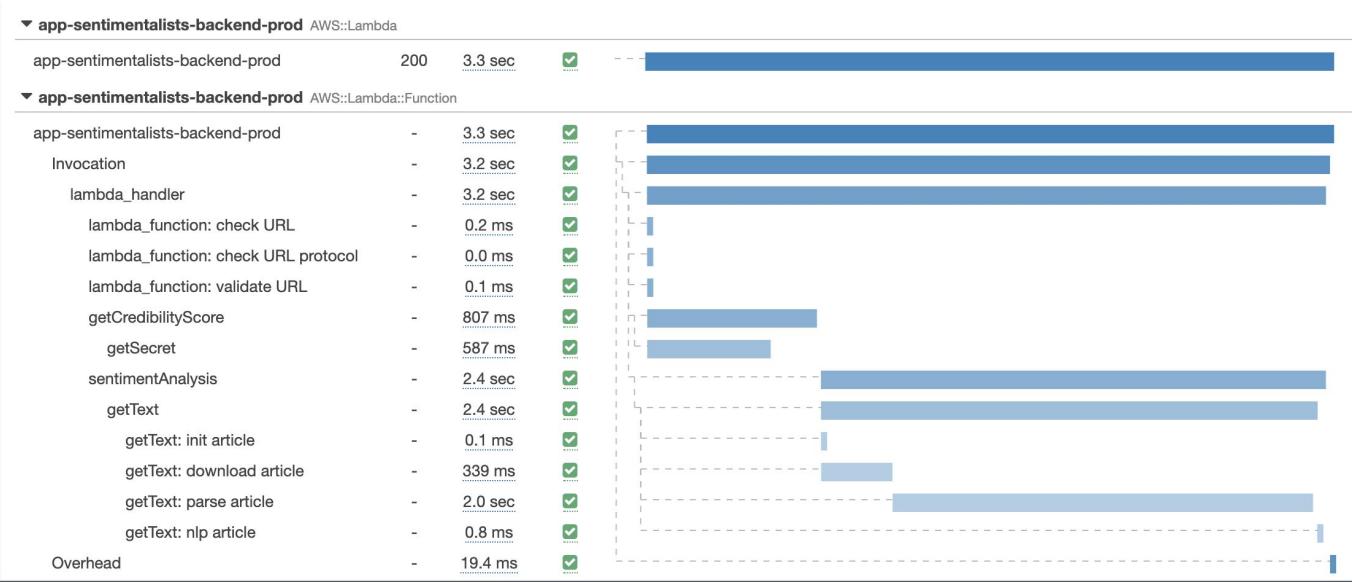 app-sentimentalists-backend-prod AWS::Lambda
app-sentimentalists-backend-prod 200 3.3 sec
app-sentimentalists-backend-prod AWS::Lambda::Function
app-sentimentalists-backend-prod - 3.3 sec
Invocation - 3.2 sec
lambda_handler - 3.2 sec
lambda_function: check URL - 0.2 ms
lambda_function: check URL protocol - 0.0 ms
lambda_function: validate URL - 0.1 ms
getCredibilityScore - 807 ms
getSecret - 587 ms
sentimentAnalysis - 2.4 sec
getText - 2.4 sec
getText: init article - 0.1 ms
getText: download article - 339 ms
getText: parse article - 2.0 sec
getText: nlp article - 0.8 ms
Overhead - 19.4 ms